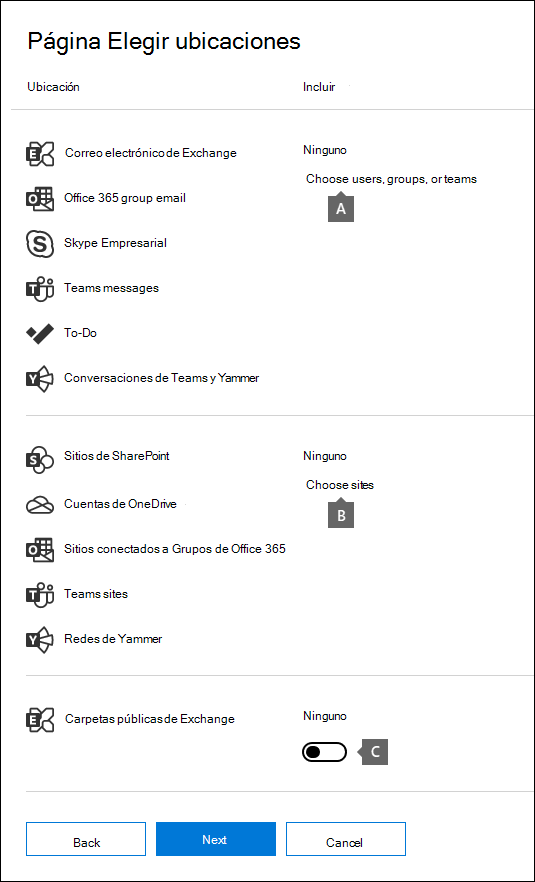 Página Elegir ubicaciones
Ubicación Incluir
Correo electrónico de Exchange Ninguno
Choose users, groups, or teams
Office 365 group email
A
Skype Empresarial
Teams messages
To-Do
Conversaciones de Teams y Yammer
Sitios de SharePoint Ninguno
Choose sites
Cuentas de OneDrive
B
Sitios conectados a Grupos de Office 365
Teams sites
Redes de Yammer
Carpetas públicas de Exchange Ninguno
C
Back Next Cancel